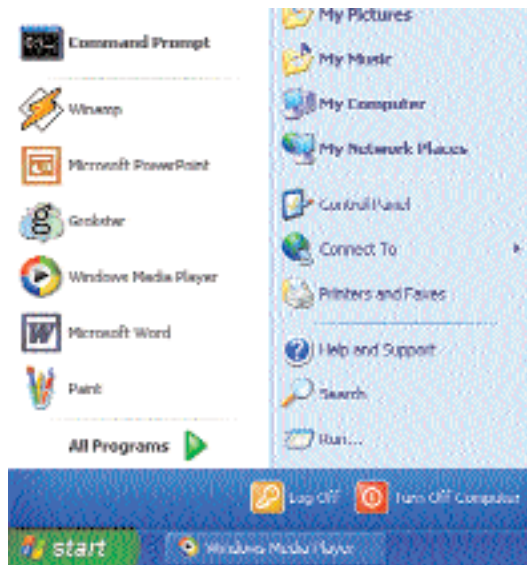 Command Prompt
Winamp
Microsoft PowerPoint
Grokster
Windows Media Player
Microsoft Word
Paint
All Programs
My Pictures
My Music
My Computer
My Network Places
Control Panel
Connect To
Printers and Faxes
Help and Support
Search
Run...
Log Off
Turn Off Computer
start
Windows Media Player